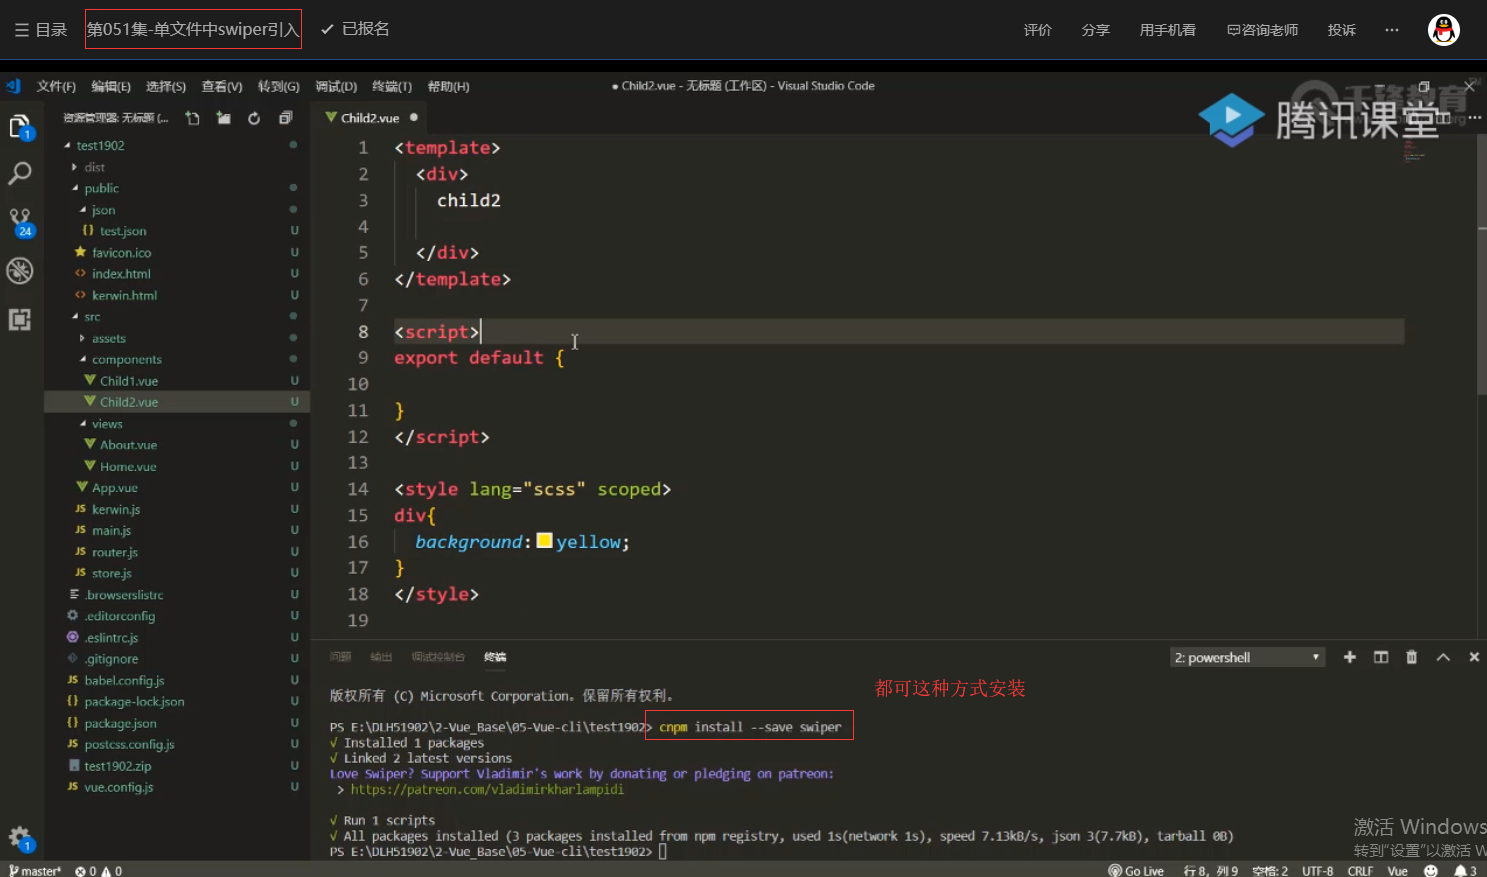 目录 第051集-单文件中swiper引入 ✓ 已报名 评价 分享 用手机看 咨询老师 投诉 ···
文件(F) 编辑(E) 选择(S) 查看(V) 转到(G) 调试(D) 终端(T) 帮助(H) ● Child2.vue - 无标题 (工作区) - Visual Studio Code
千锋教育
腾讯课堂
资源管理器: 无标题 (...
Child2.vue ●
1
24
test1902
dist
public
json
{} test.json U
favicon.ico U
<> index.html U
<> kerwin.html U
src
assets
components
Child1.vue U
Child2.vue U
views
About.vue U
Home.vue U
App.vue U
JS kerwin.js U
JS main.js U
JS router.js U
JS store.js U
.browserslistrc U
.editorconfig U
.eslintrc.js U
.gitignore U
JS babel.config.js U
{} package-lock.json U
{} package.json U
JS postcss.config.js U
test1902.zip U
JS vue.config.js U
1
1 <template>
2 <div>
3 child2
4
5 </div>
6 </template>
7
8 <script>
9 export default {
10
11 }
12 </script>
13
14 <style lang="scss" scoped>
15 div{
16 background: yellow;
17 }
18 </style>
19
问题 输出 调试控制台 终端 2: powershell
版权所有 (C) Microsoft Corporation。保留所有权利。
都可这种方式安装
PS E:\DLH51902\2-Vue_Base\05-Vue-cli\test1902> cnpm install --save swiper
√ Installed 1 packages
√ Linked 2 latest versions
Love Swiper? Support Vladimir's work by donating or pledging on patreon:
> https://patreon.com/vladimirkharlampidi
√ Run 1 scripts
√ All packages installed (3 packages installed from npm registry, used 1s(network 1s), speed 7.13kB/s, json 3(7.7kB), tarball 0B)
PS E:\DLH51902\2-Vue_Base\05-Vue-cli\test1902>
激活 Windows
转到"设置"以激活 W
master* 0 0 Go Live 行 8，列 9 空格: 2 UTF-8 CRLF Vue 3